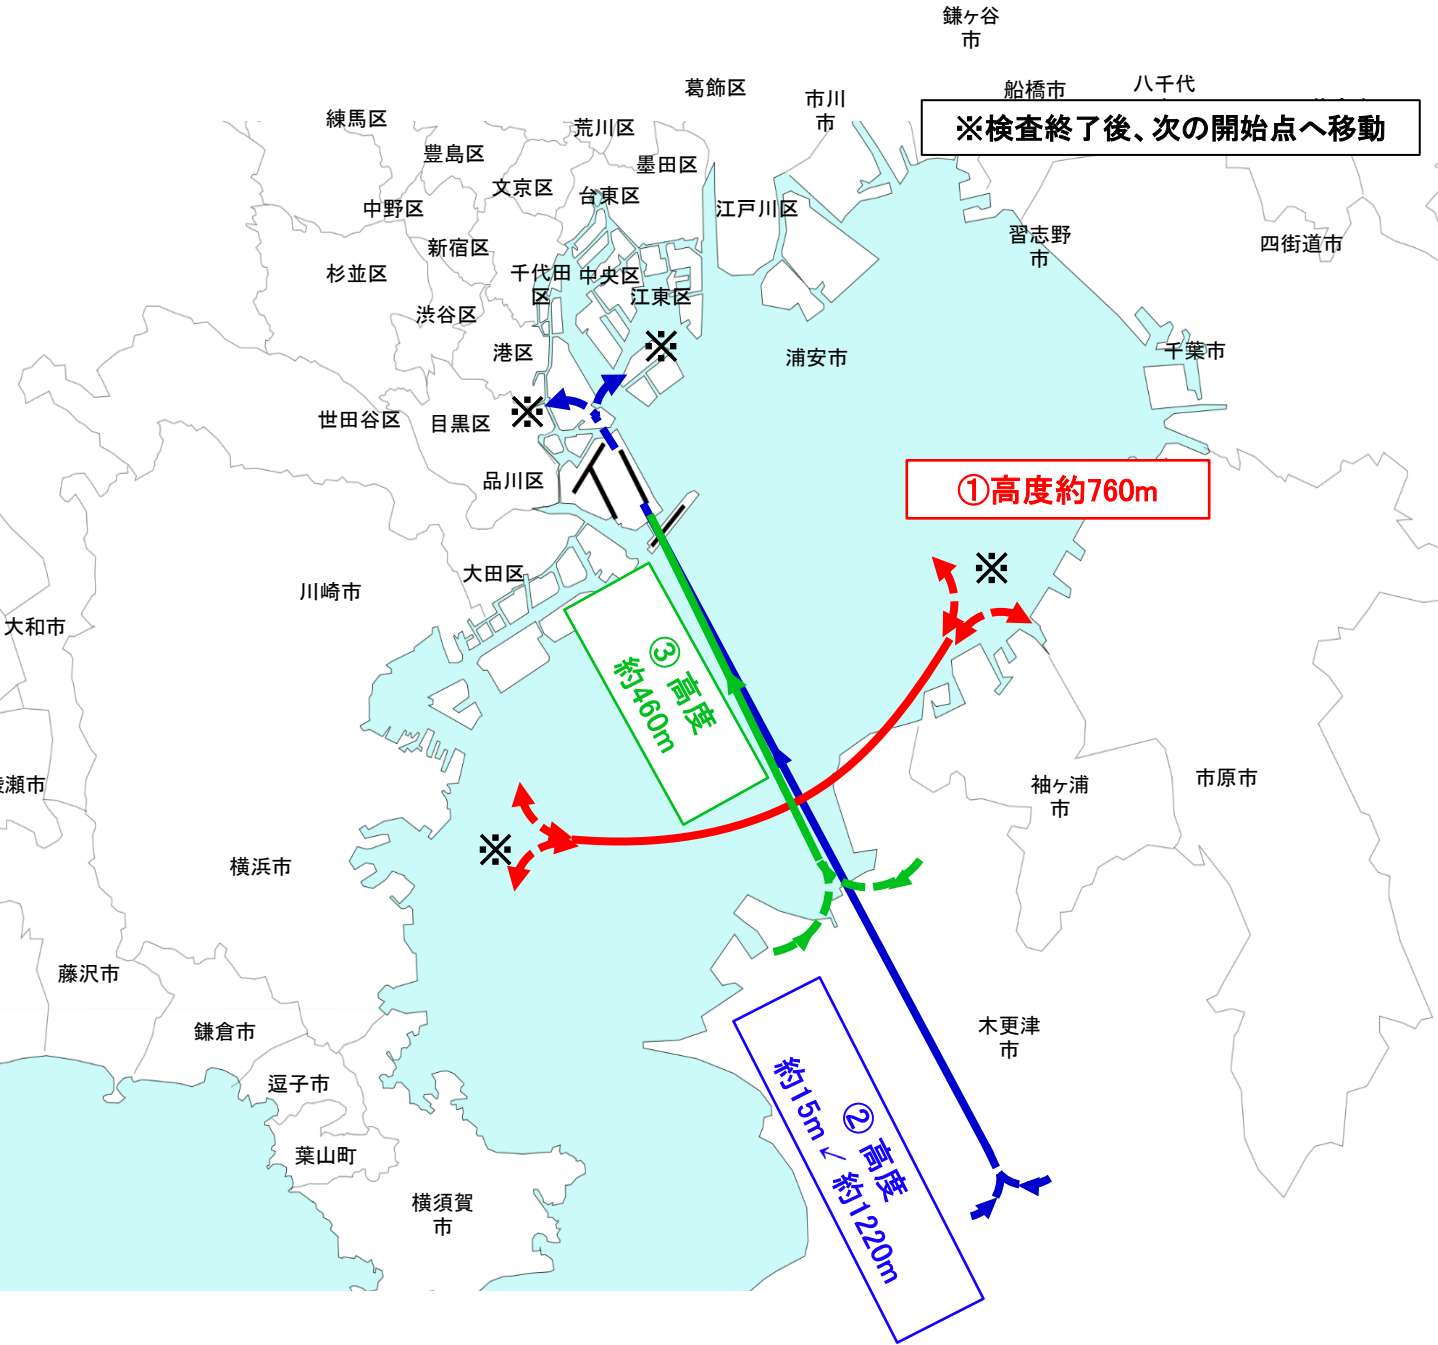 鎌ヶ谷
市
葛飾区
市川
市
船橋市
八千代
※検査終了後、次の開始点へ移動
練馬区
荒川区
豊島区
墨田区
文京区
台東区
中野区
江戸川区
新宿区
習志野
市
四街道市
杉並区
千代田
区
中央区
江東区
渋谷区
港区
※
浦安市
千葉市
世田谷区
目黒区
※
品川区
①高度約760m
大田区
※
川崎市
大和市
③ 高度
約460m
瀬市
袖ヶ浦
市
市原市
横浜市
※
藤沢市
鎌倉市
木更津
市
逗子市
② 高度
約15m ↙ 約1220m
葉山町
横須賀
市